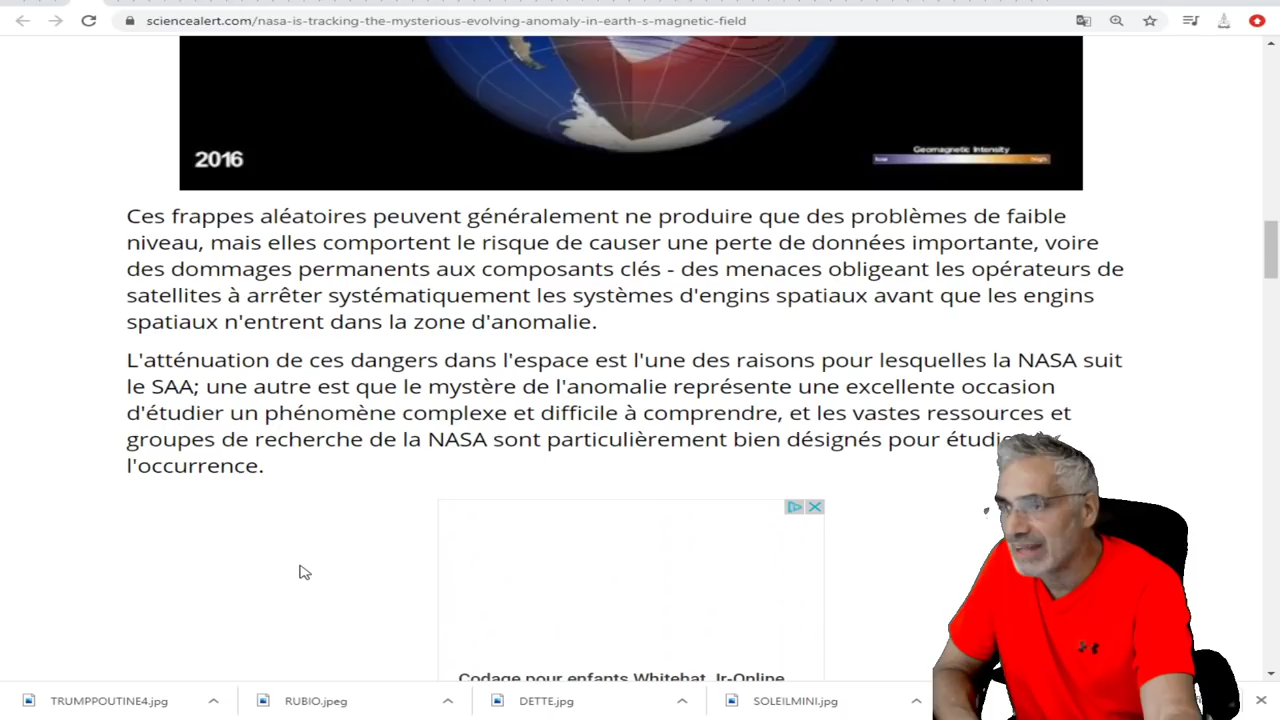 sciencealert.com/nasa-is-tracking-the-mysterious-evolving-anomaly-in-earth-s-magnetic-field
2016
Geomagnetic Intensity
low
high
Ces frappes aléatoires peuvent généralement ne produire que des problèmes de faible
niveau, mais elles comportent le risque de causer une perte de données importante, voire
des dommages permanents aux composants clés - des menaces obligeant les opérateurs de
satellites à arrêter systématiquement les systèmes d'engins spatiaux avant que les engins
spatiaux n'entrent dans la zone d'anomalie.
L'atténuation de ces dangers dans l'espace est l'une des raisons pour lesquelles la NASA suit
le SAA; une autre est que le mystère de l'anomalie représente une excellente occasion
d'étudier un phénomène complexe et difficile à comprendre, et les vastes ressources et
groupes de recherche de la NASA sont particulièrement bien désignés pour
l'occurrence.
Codage pour enfants Whitehat Jr-Online
TRUMPPOUTINE4.jpg
RUBIO.jpeg
DETTE.jpg
SOLEILMINI.jpg